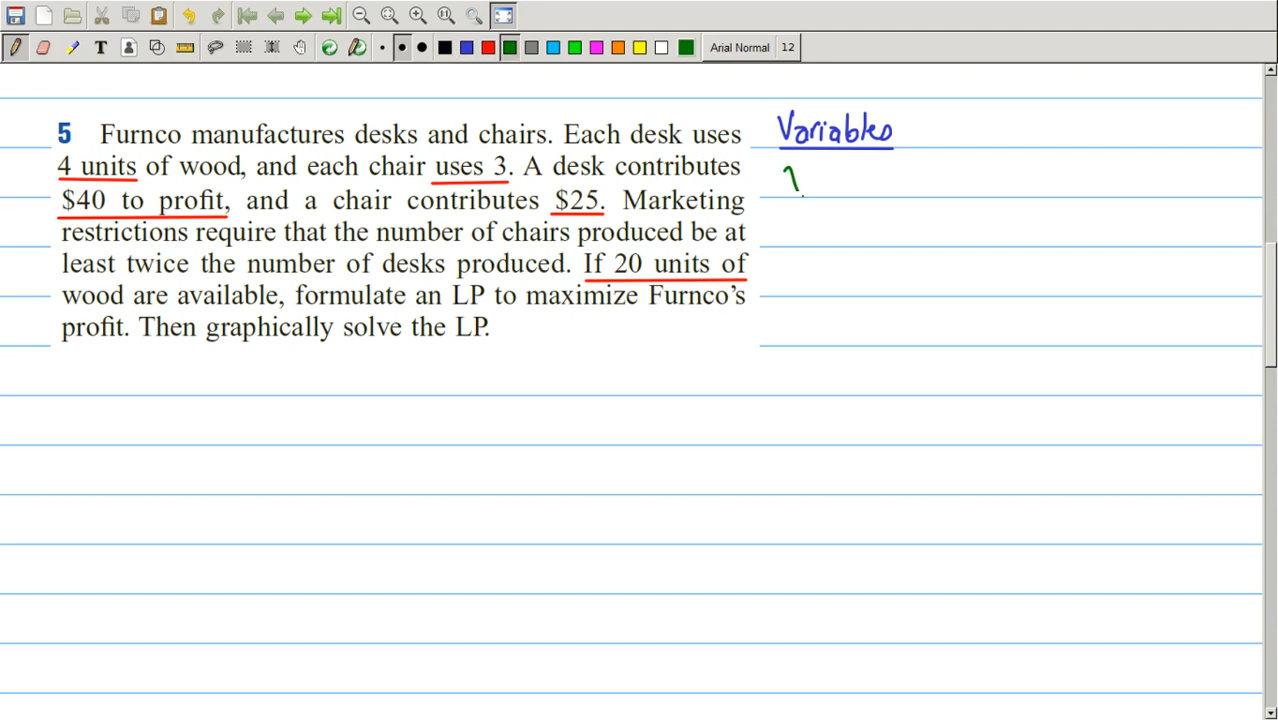 Arial Normal 12
5 Furnco manufactures desks and chairs. Each desk uses
4 units of wood, and each chair uses 3. A desk contributes
$40 to profit, and a chair contributes $25. Marketing
restrictions require that the number of chairs produced be at
least twice the number of desks produced. If 20 units of
wood are available, formulate an LP to maximize Furnco's
profit. Then graphically solve the LP.
Variables